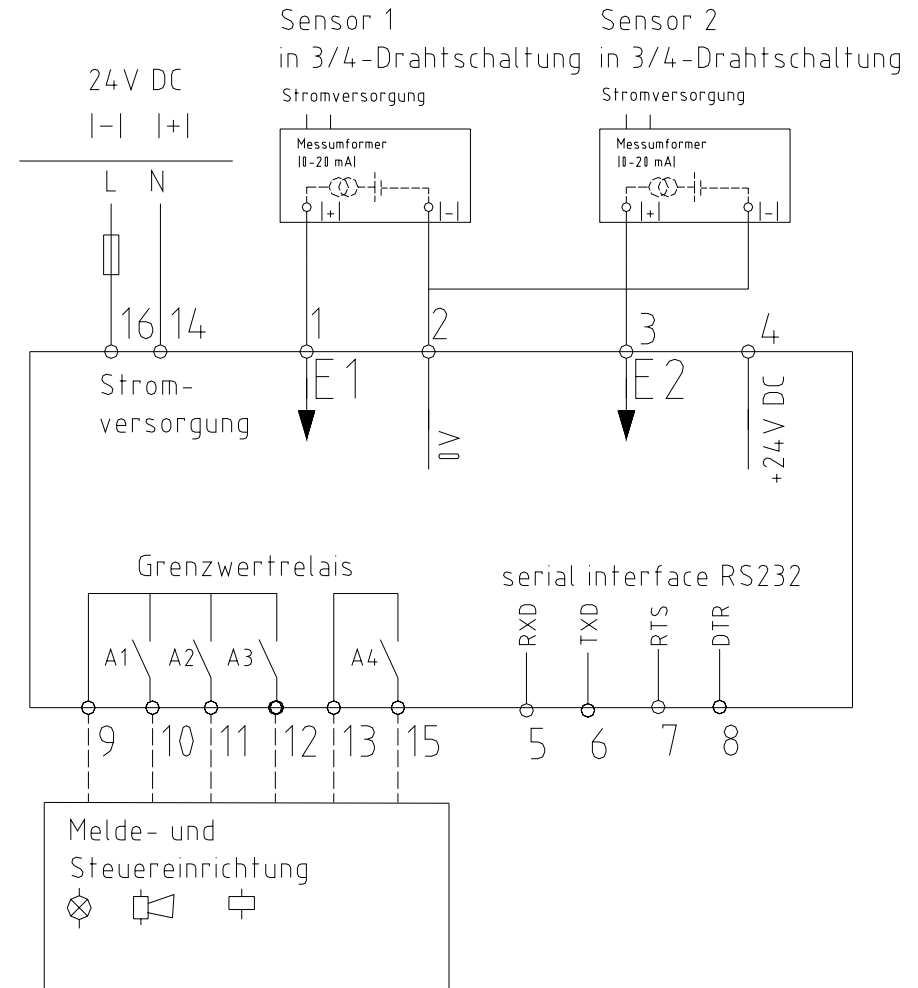 Sensor 1
in 3/4-Drahtschaltung
Sensor 2
in 3/4-Drahtschaltung
24V DC
|-| |+|
L N
Stromversorgung
Messumformer
|0-20 mA|
|+| |-|
Stromversorgung
Messumformer
|0-20 mA|
|+| |-|
16 14 1 2 3 4
Strom-
versorgung
E1
0V
E2
+24V DC
Grenzwertrelais
A1 A2 A3 A4
serial interface RS232
RXD TXD RTS DTR
9 10 11 12 13 15
5 6 7 8
Melde- und
Steuereinrichtung